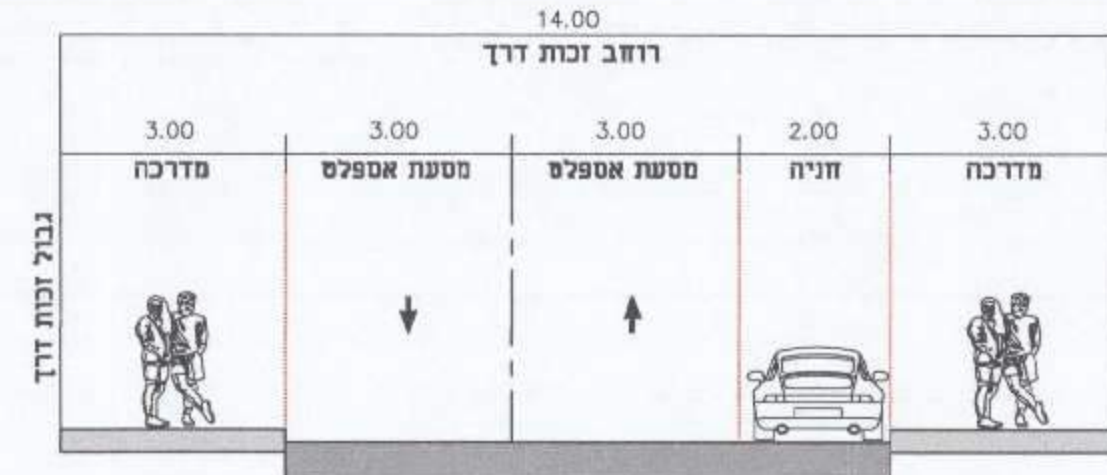 14.00
רוחב זכות דרך
3.00 3.00 3.00 2.00 3.00
מדרכה מסעת אספלט מסעת אספלט חניה מדרכה
גבול זכות דרך